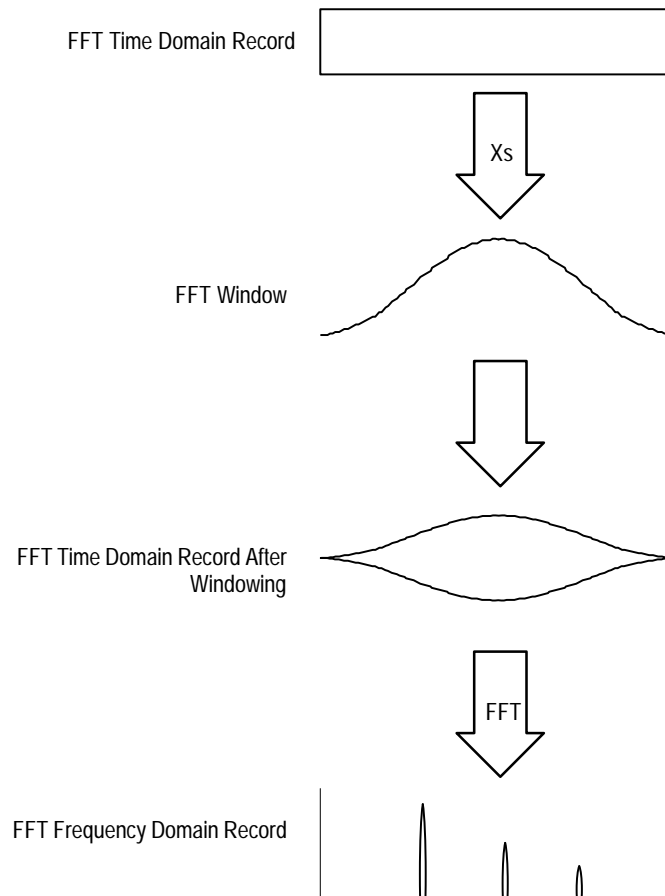 FFT Time Domain Record
Xs
FFT Window
FFT Time Domain Record After
Windowing
FFT
FFT Frequency Domain Record